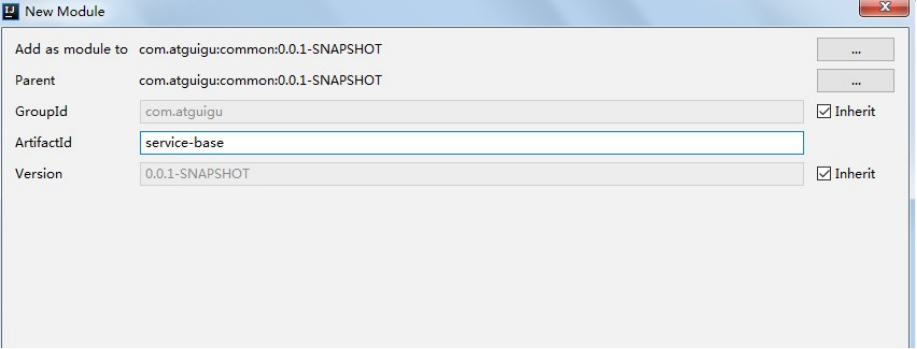 New Module
Add as module to com.atguigu:common:0.0.1-SNAPSHOT ...
Parent com.atguigu:common:0.0.1-SNAPSHOT ...
GroupId com.atguigu Inherit
ArtifactId service-base
Version 0.0.1-SNAPSHOT Inherit